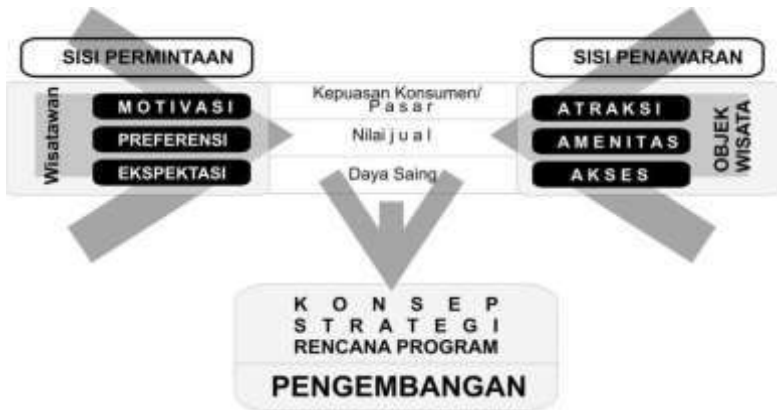 SISI PERMINTAAN
SISI PENAWARAN
Wisatawan
MOTIVASI
PREFERENSI
EKSPEKTASI
Kepuasan Konsumen/
Pasar
Nilai jual
Daya Saing
ATRAKSI
AMENITAS
AKSES
OBJEK
WISATA
KONSEP
STRATEGI
RENCANA PROGRAM
PENGEMBANGAN